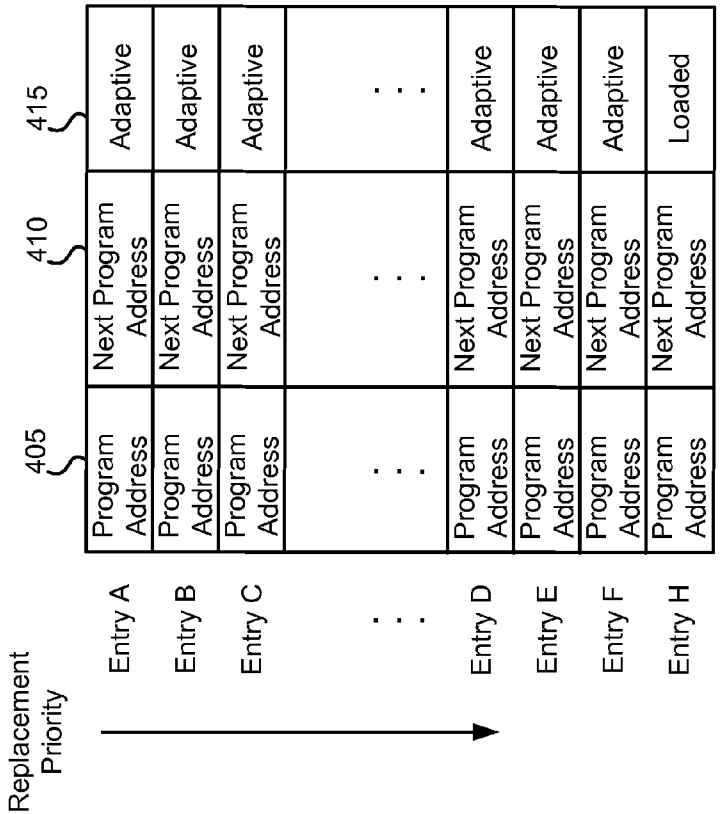 Replacement
Priority
405
410
415
Entry A
Program
Address
Next Program
Address
Adaptive
Entry B
Program
Address
Next Program
Address
Adaptive
Entry C
Program
Address
Next Program
Address
Adaptive
. . .
. . .
. . .
. . .
Entry D
Program
Address
Next Program
Address
Adaptive
Entry E
Program
Address
Next Program
Address
Adaptive
Entry F
Program
Address
Next Program
Address
Adaptive
Entry H
Program
Address
Next Program
Address
Loaded